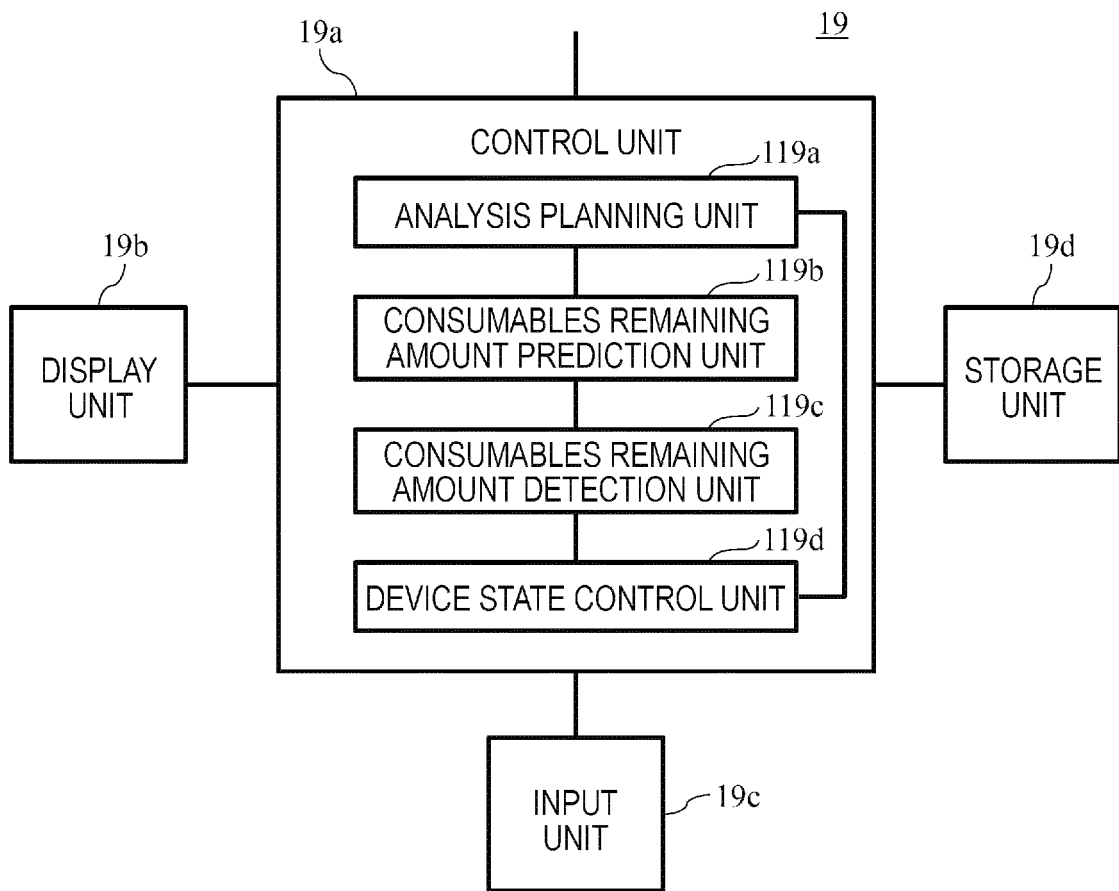 19
19a
CONTROL UNIT
119a
ANALYSIS PLANNING UNIT
119b
CONSUMABLES REMAINING
AMOUNT PREDICTION UNIT
119c
CONSUMABLES REMAINING
AMOUNT DETECTION UNIT
119d
DEVICE STATE CONTROL UNIT
19b
DISPLAY
UNIT
19d
STORAGE
UNIT
INPUT
UNIT
19c